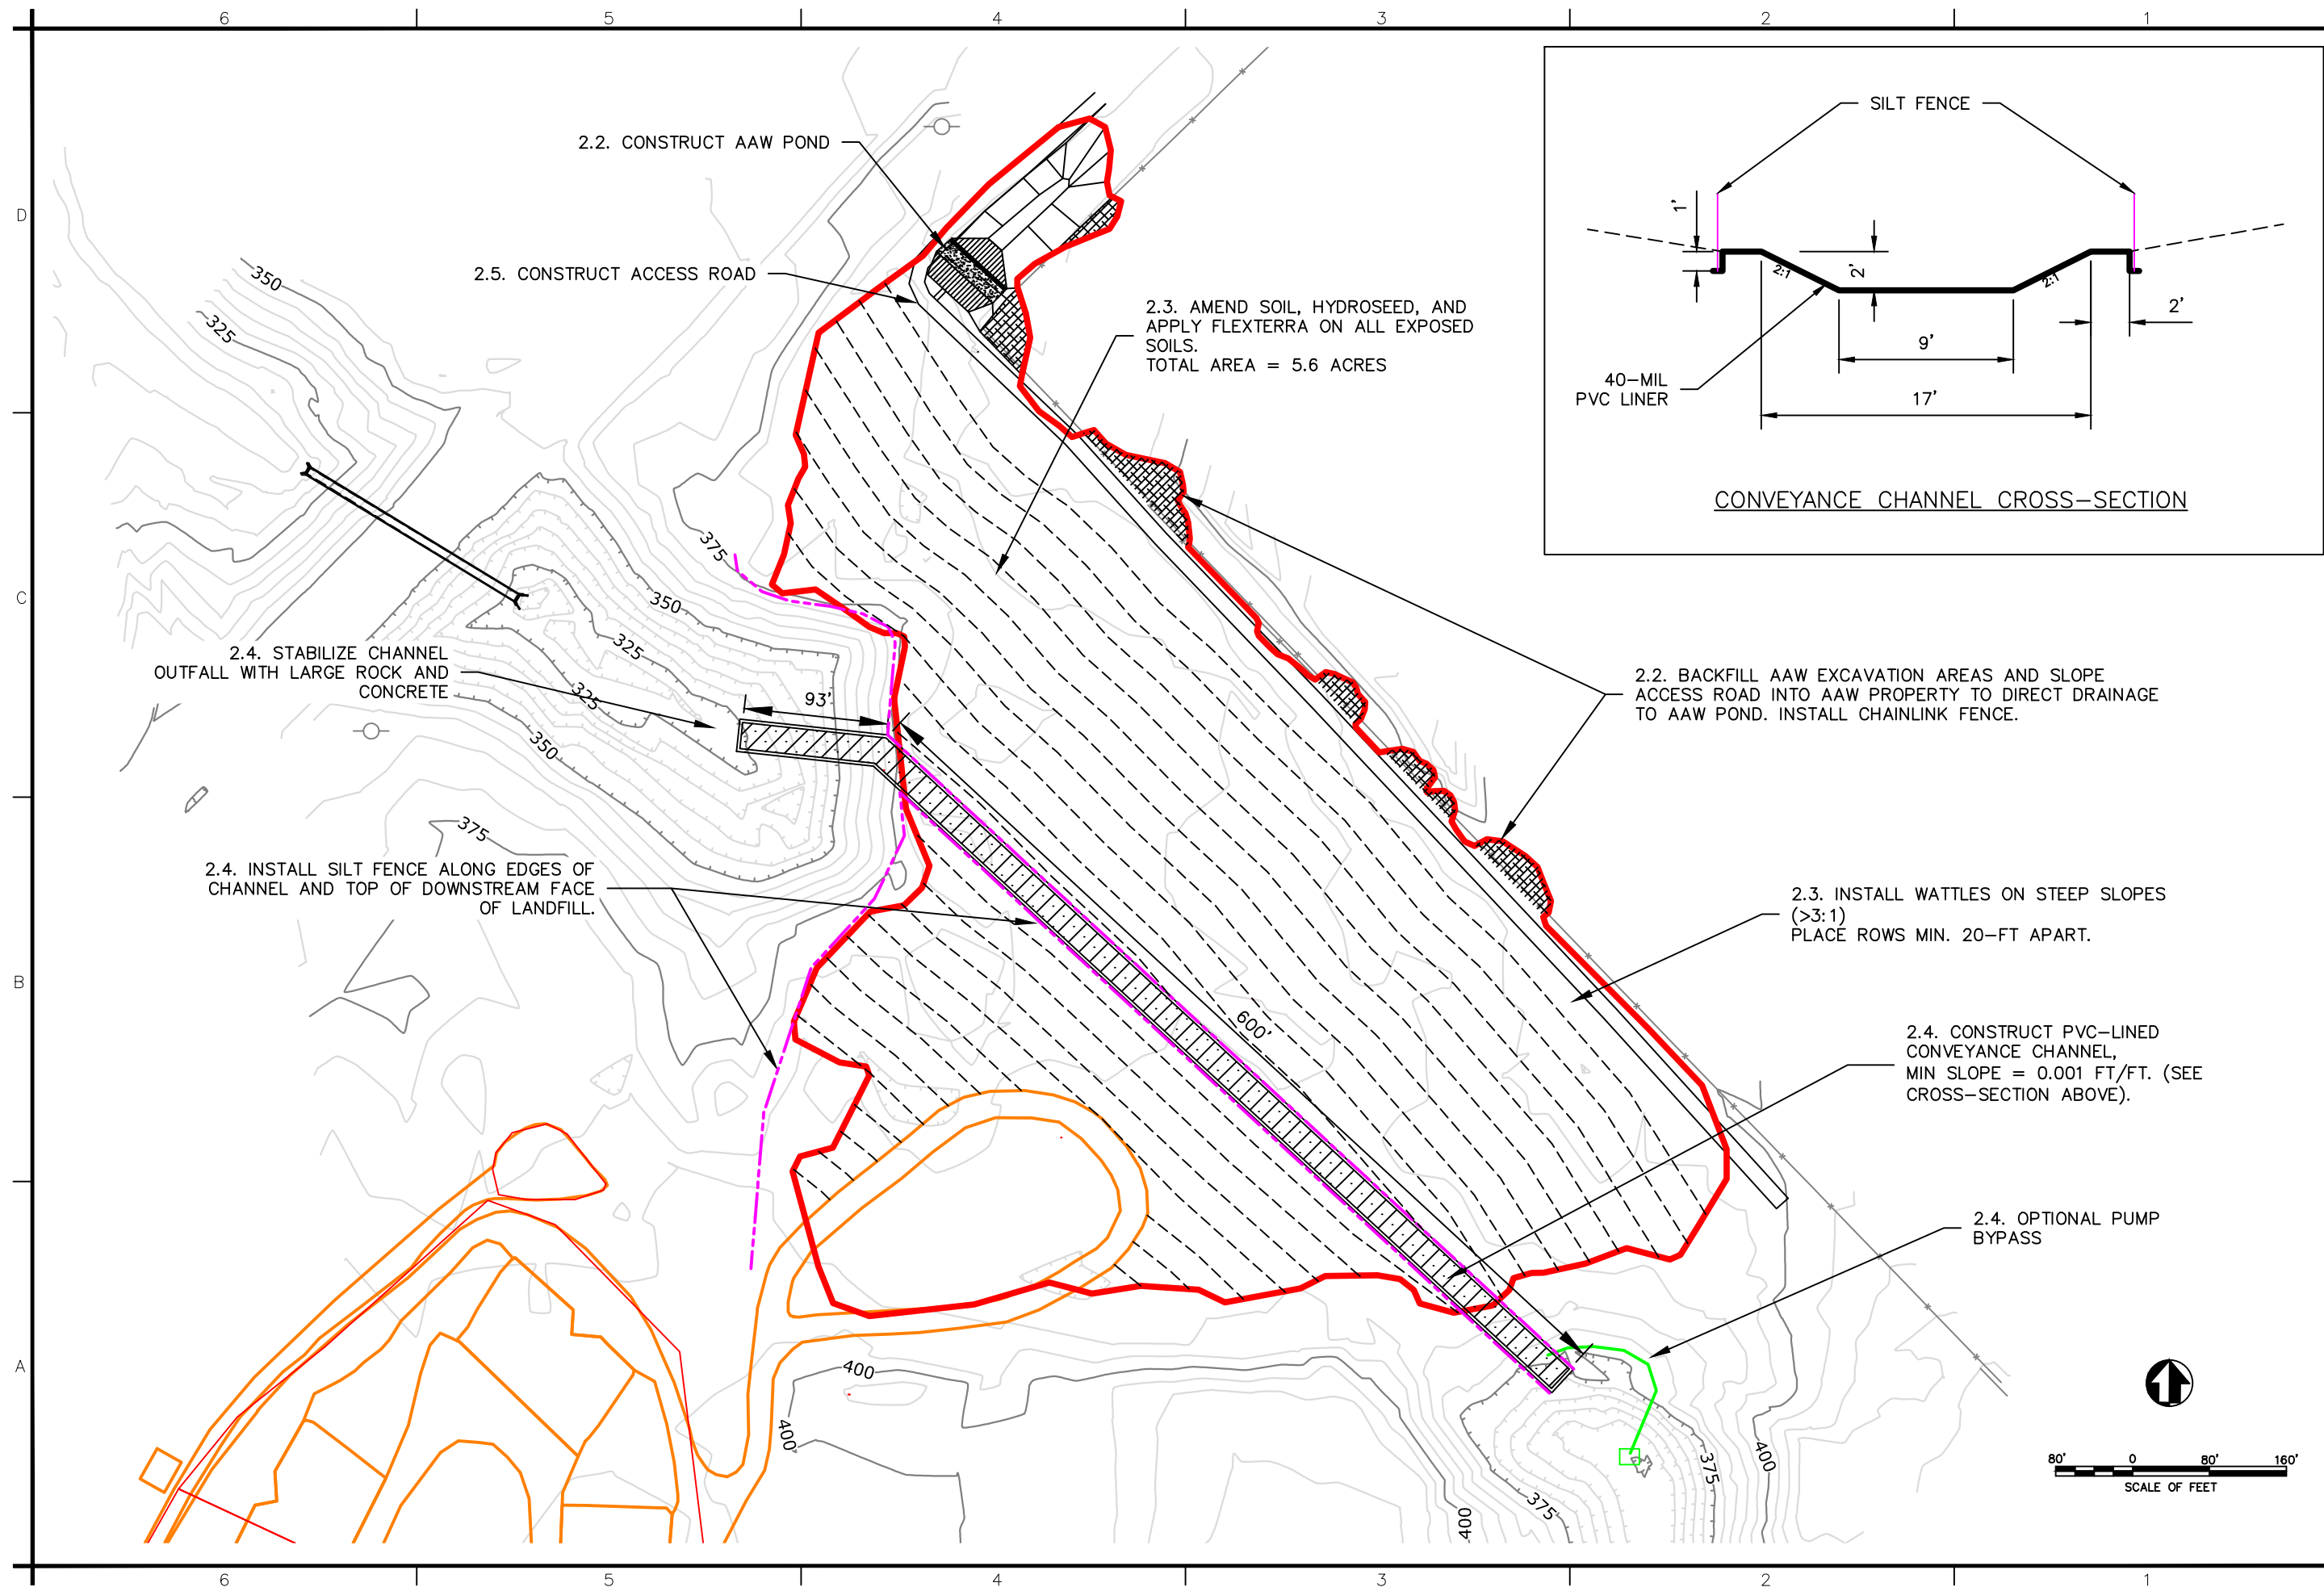 6 5 4 3 2 1
D
C
B
A
SILT FENCE
1'
2:1
2'
2:1
2'
9'
17'
40-MIL
PVC LINER
CONVEYANCE CHANNEL CROSS-SECTION
2.2. CONSTRUCT AAW POND
2.5. CONSTRUCT ACCESS ROAD
2.3. AMEND SOIL, HYDROSEED, AND
APPLY FLEXTERRA ON ALL EXPOSED
SOILS.
TOTAL AREA = 5.6 ACRES
350
325
375
350
325
325
350
375
2.4. STABILIZE CHANNEL
OUTFALL WITH LARGE ROCK AND
CONCRETE
93'
2.2. BACKFILL AAW EXCAVATION AREAS AND SLOPE
ACCESS ROAD INTO AAW PROPERTY TO DIRECT DRAINAGE
TO AAW POND. INSTALL CHAINLINK FENCE.
2.4. INSTALL SILT FENCE ALONG EDGES OF
CHANNEL AND TOP OF DOWNSTREAM FACE
OF LANDFILL.
2.3. INSTALL WATTLES ON STEEP SLOPES
(>3:1)
PLACE ROWS MIN. 20-FT APART.
600'
2.4. CONSTRUCT PVC-LINED
CONVEYANCE CHANNEL,
MIN SLOPE = 0.001 FT/FT. (SEE
CROSS-SECTION ABOVE).
2.4. OPTIONAL PUMP
BYPASS
400
400
400
375
375
400
80' 0 80' 160'
SCALE OF FEET
6 5 4 3 2 1